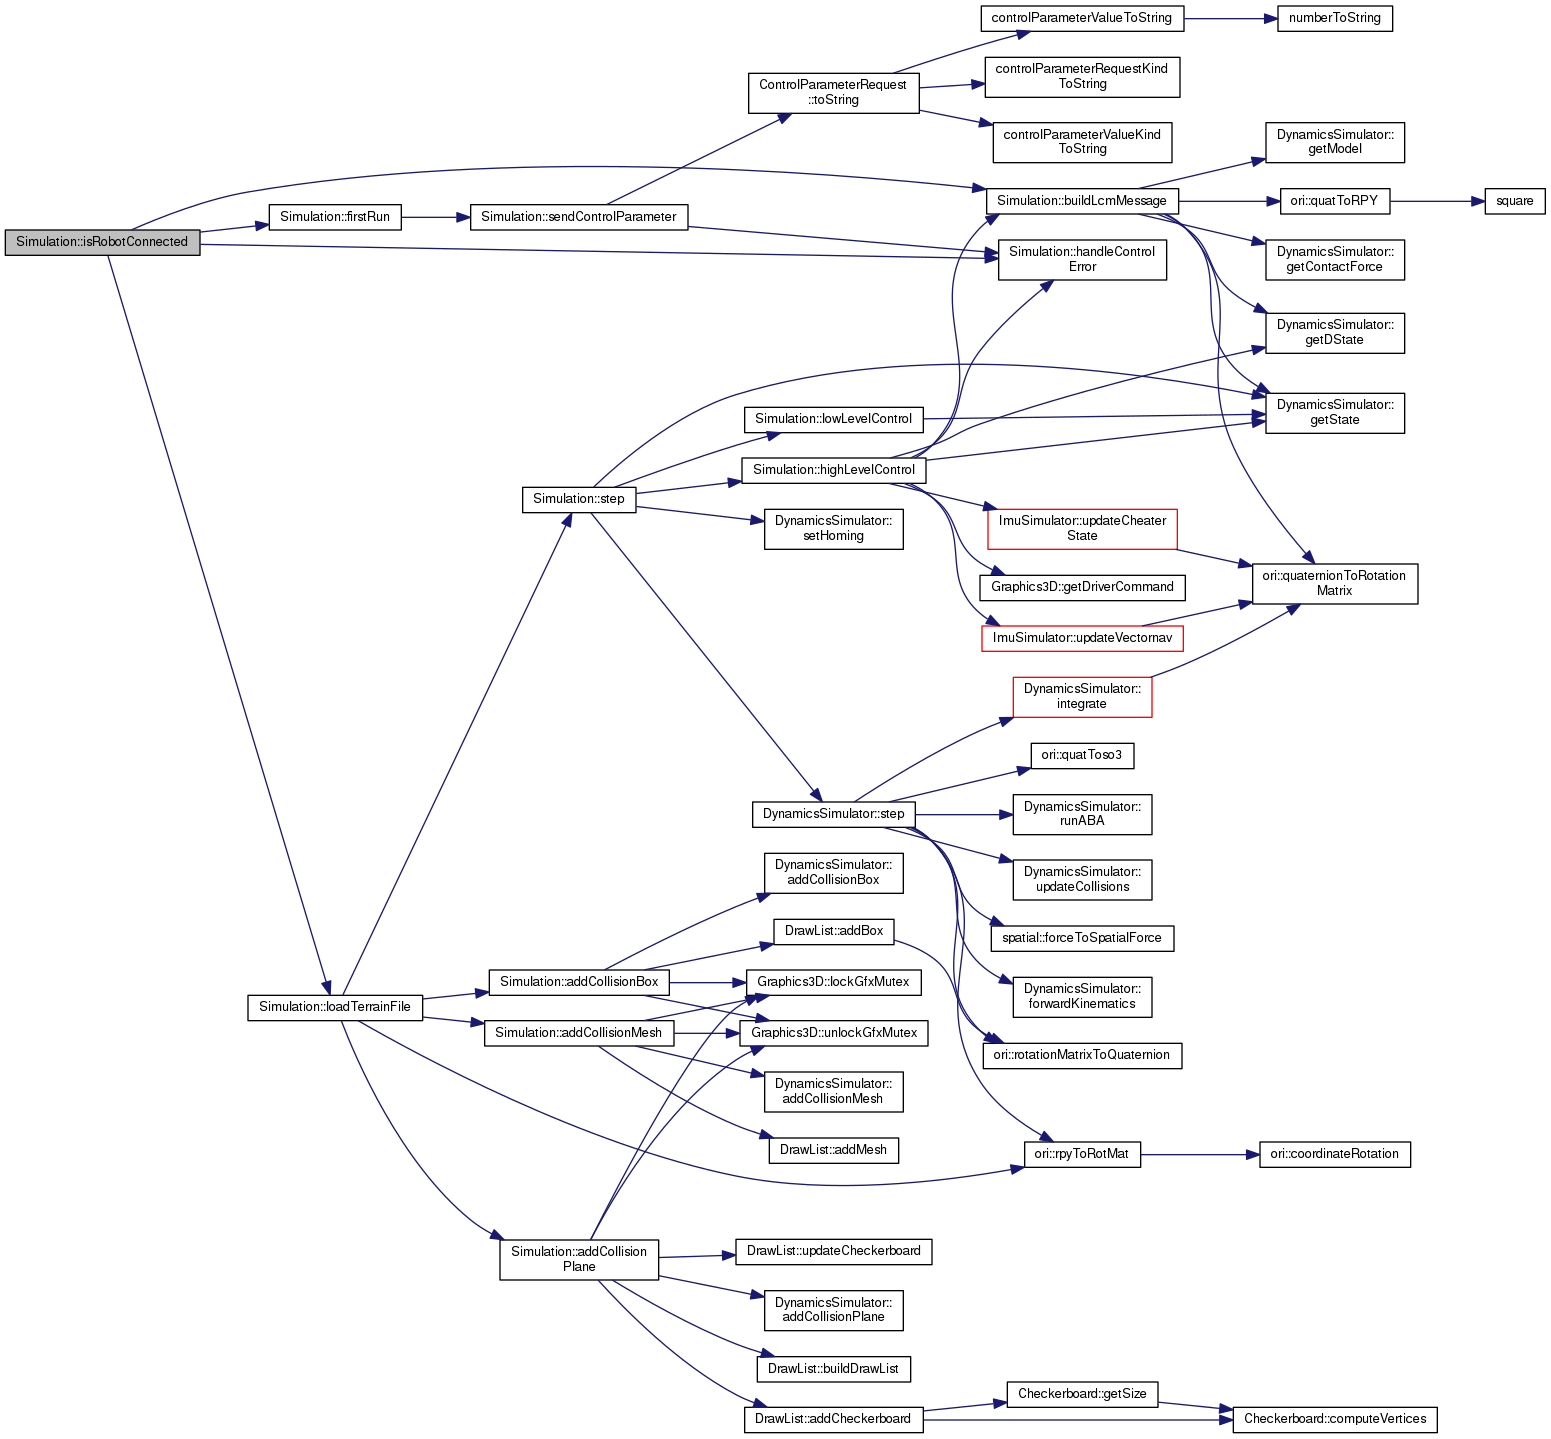 controlParameterValueToString
numberToString
controlParameterRequestKind
ToString
ControlParameterRequest
::toString
controlParameterValueKind
ToString
DynamicsSimulator::
getModel
Simulation::buildLcmMessage
ori::quatToRPY
square
Simulation::firstRun
Simulation::sendControlParameter
Simulation::isRobotConnected
Simulation::handleControl
Error
DynamicsSimulator::
getContactForce
DynamicsSimulator::
getDState
Simulation::lowLevelControl
DynamicsSimulator::
getState
Simulation::highLevelControl
Simulation::step
DynamicsSimulator::
setHoming
ImuSimulator::updateCheater
State
Graphics3D::getDriverCommand
ori::quaternionToRotation
Matrix
ImuSimulator::updateVectornav
DynamicsSimulator::
integrate
ori::quatToso3
DynamicsSimulator::step
DynamicsSimulator::
runABA
DynamicsSimulator::
addCollisionBox
DynamicsSimulator::
updateCollisions
DrawList::addBox
spatial::forceToSpatialForce
Simulation::addCollisionBox
Graphics3D::lockGfxMutex
DynamicsSimulator::
forwardKinematics
Simulation::loadTerrainFile
Simulation::addCollisionMesh
Graphics3D::unlockGfxMutex
ori::rotationMatrixToQuaternion
DynamicsSimulator::
addCollisionMesh
DrawList::addMesh
ori::rpyToRotMat
ori::coordinateRotation
Simulation::addCollision
Plane
DrawList::updateCheckerboard
DynamicsSimulator::
addCollisionPlane
DrawList::buildDrawList
Checkerboard::getSize
DrawList::addCheckerboard
Checkerboard::computeVertices